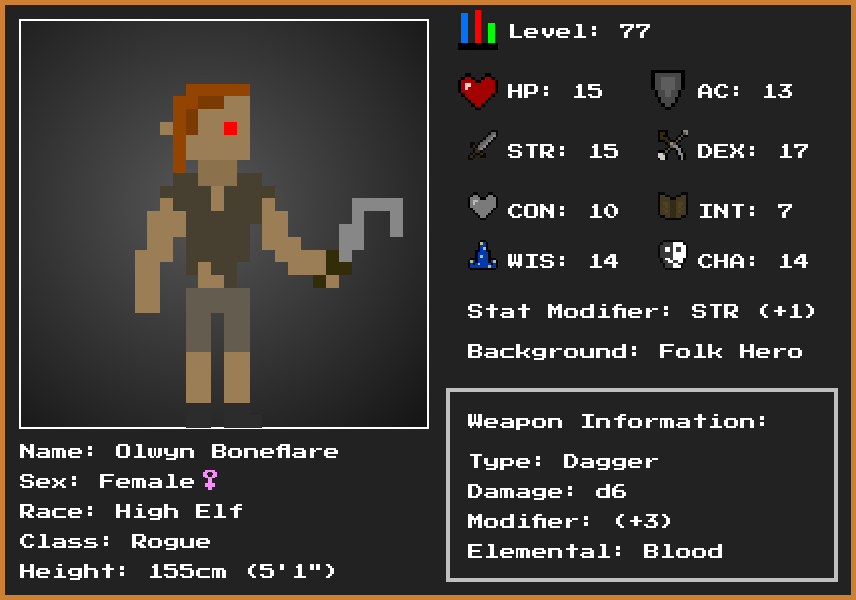 Level: 77
HP: 15 AC: 13
STR: 15 DEX: 17
CON: 10 INT: 7
WIS: 14 CHA: 14
Stat Modifier: STR (+1)
Background: Folk Hero
Weapon Information:
Type: Dagger
Damage: d6
Modifier: (+3)
Elemental: Blood
Name: Olwyn Boneflare
Sex: Female♀
Race: High Elf
Class: Rogue
Height: 155cm (5'1")